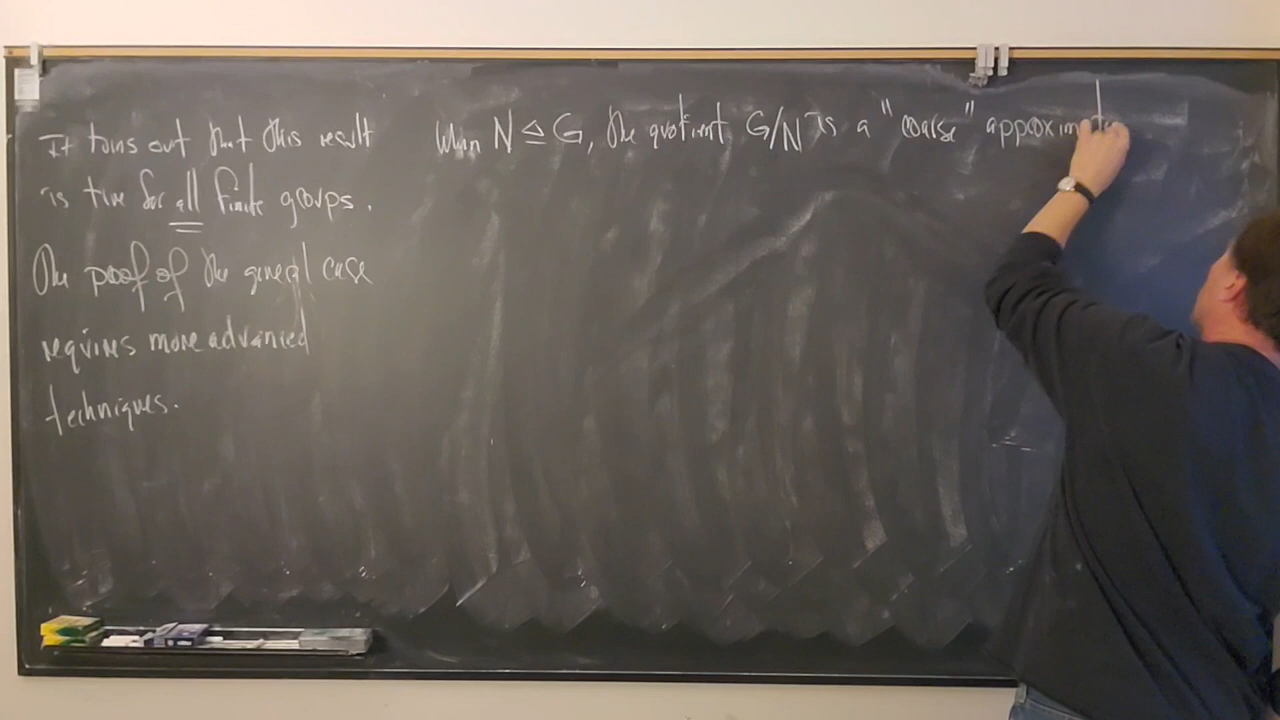 It turns out that this result
is true for all finite groups.
The proof of the general case
requires more advanced
techniques.
When N ⊴ G, the quotient G/N is a "coarse" approximat